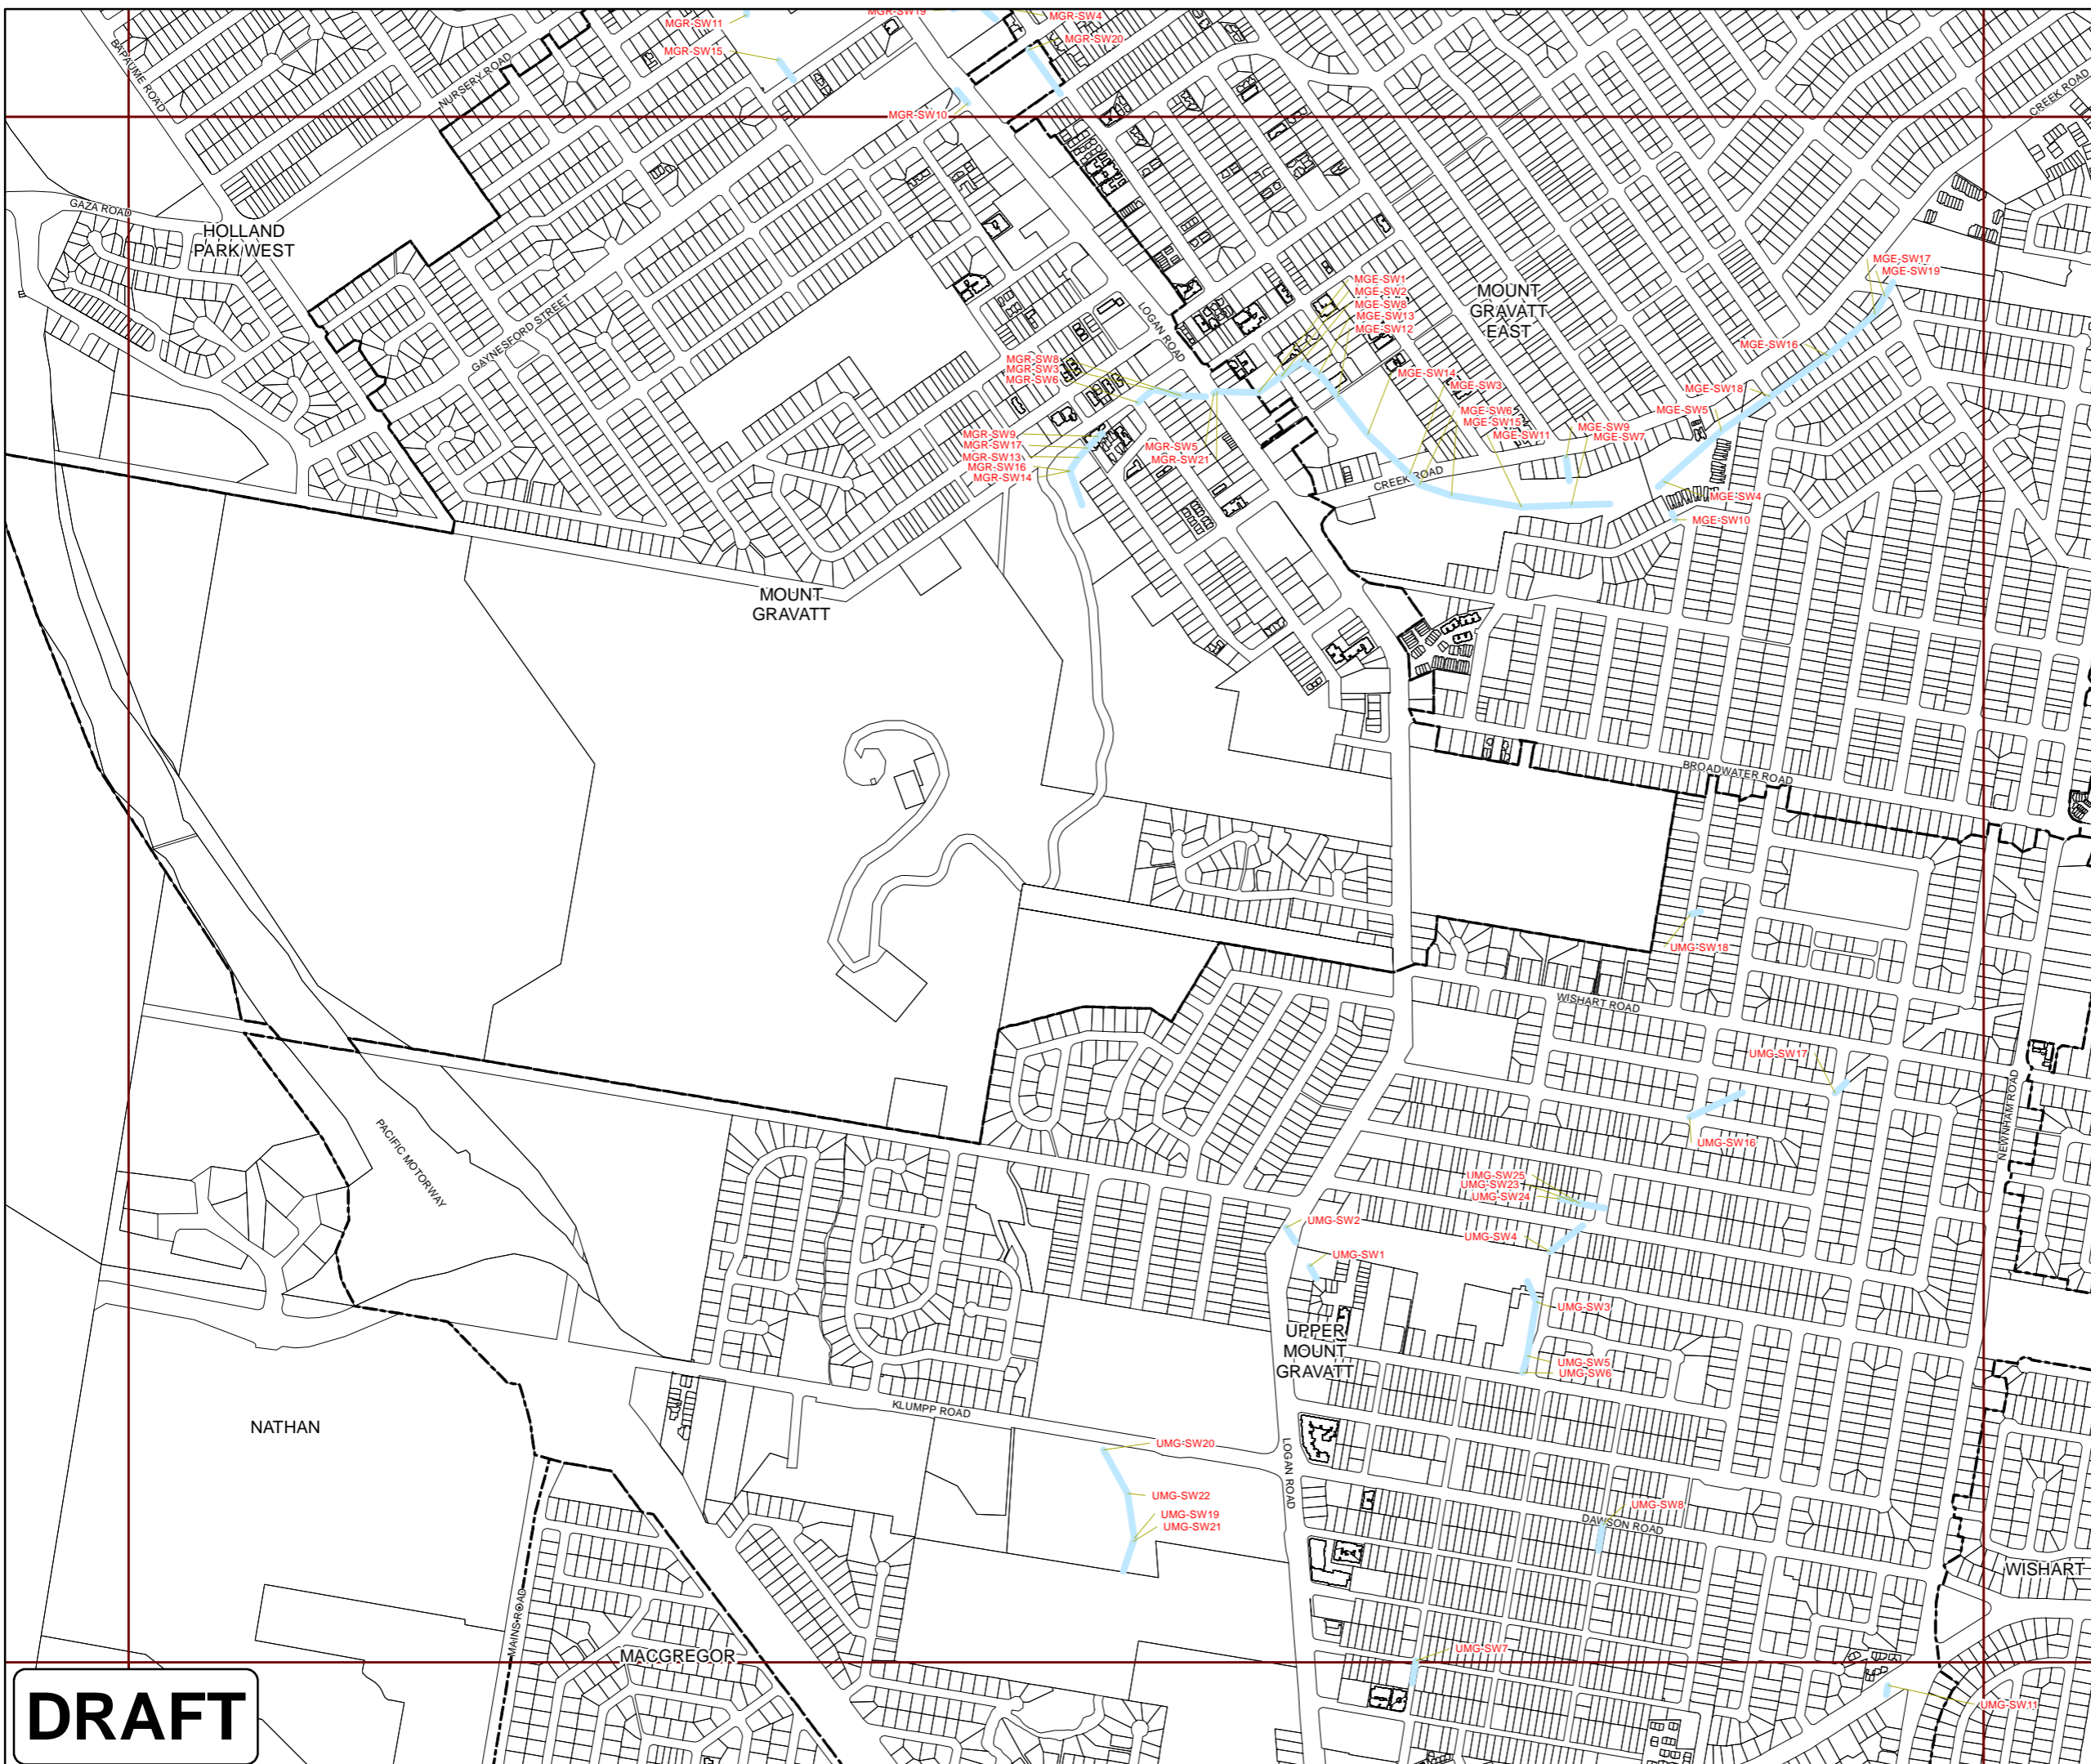 MGR-SW11
MGR-SW19
MGR-SW4
MGR-SW15
MGR-SW20
BAPAUME ROAD
NURSERY ROAD
CREEK ROAD
MGR-SW10
GAZA ROAD
HOLLAND
PARK WEST
MGE-SW17
MGE-SW19
MGE-SW1
MGE-SW2
MGE-SW8
MGE-SW13
MGE-SW12
MOUNT
GRAVATT
EAST
GAYNESFORD STREET
LOGAN ROAD
MGE-SW16
MGR-SW8
MGR-SW3
MGR-SW6
MGE-SW14
MGE-SW3
MGE-SW18
MGE-SW5
MGE-SW6
MGE-SW15
MGE-SW11
MGE-SW9
MGE-SW7
MGR-SW9
MGR-SW17
MGR-SW13
MGR-SW16
MGR-SW14
MGR-SW5
MGR-SW21
CREEK ROAD
MGE-SW4
MGE-SW10
MOUNT
GRAVATT
BROADWATER ROAD
UMG-SW18
WISHART ROAD
UMG-SW17
NEWNHAM ROAD
UMG-SW16
PACIFIC MOTORWAY
UMG-SW25
UMG-SW23
UMG-SW24
UMG-SW2
UMG-SW4
UMG-SW1
UMG-SW3
UPPER
MOUNT
GRAVATT
UMG-SW5
UMG-SW6
KLUMPP ROAD
NATHAN
UMG-SW20
LOGAN ROAD
UMG-SW22
UMG-SW19
UMG-SW21
UMG-SW8
DAWSON ROAD
WISHART
MAINS ROAD
MACGREGOR
UMG-SW7
UMG-SW11
DRAFT